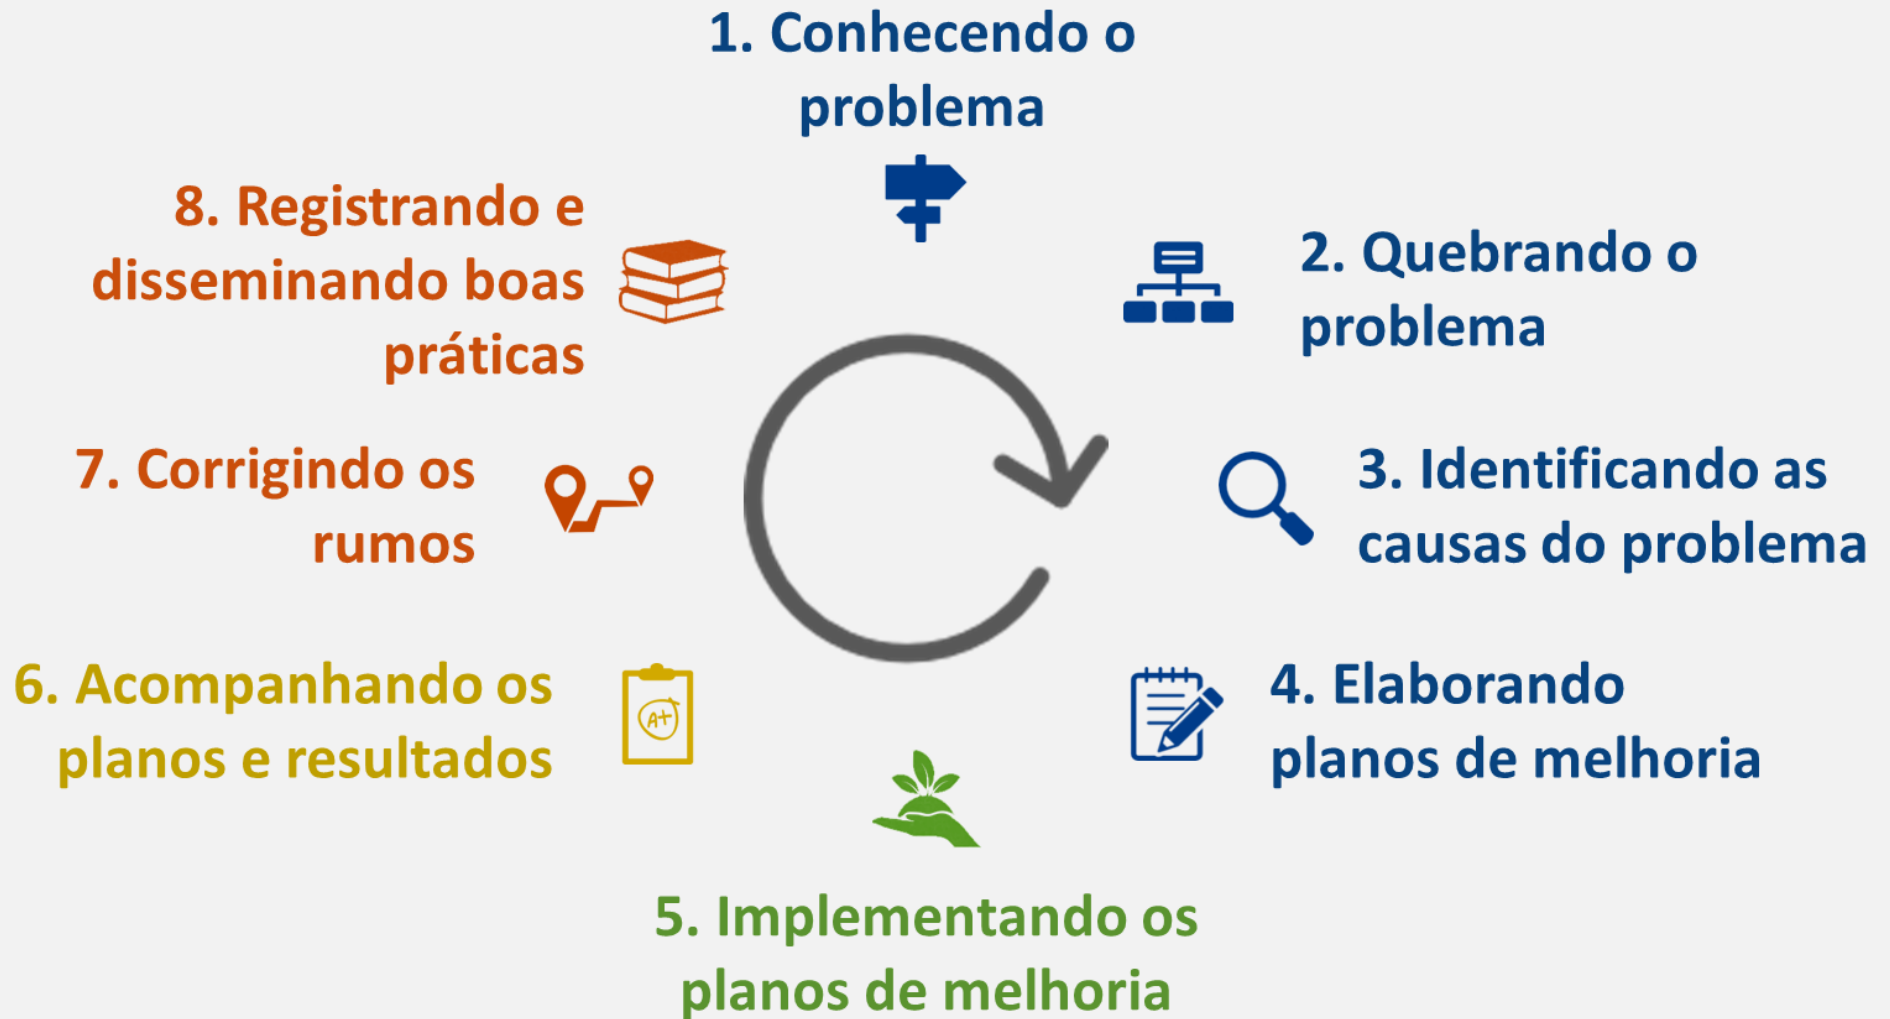 1. Conhecendo o
problema
2. Quebrando o
problema
3. Identificando as
causas do problema
4. Elaborando
planos de melhoria
5. Implementando os
planos de melhoria
6. Acompanhando os
planos e resultados
A+
7. Corrigindo os
rumos
8. Registrando e
disseminando boas
práticas